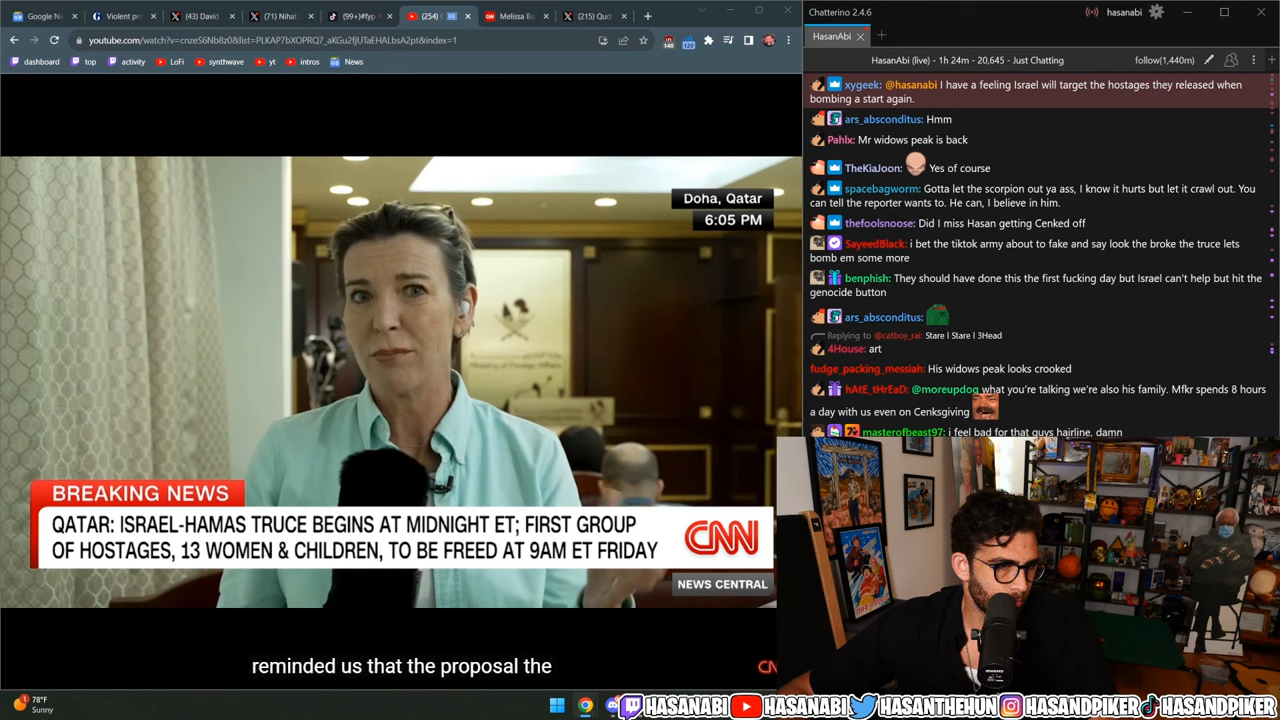 Google Ne
Violent pr
(43) David
(71) Nihat
(99+)#fyp
(254)
Melissa Ba
(215) Qud
youtube.com/watch?v=cnzeS6Nb8z0&list=PLKAP7bXOPRQ7_aKGu2fjUTaEHALbsA2pt&index=1
140
120
dashboard
top
activity
LoFi
synthwave
yt
intros
News
Doha, Qatar
6:05 PM
BREAKING NEWS
QATAR: ISRAEL-HAMAS TRUCE BEGINS AT MIDNIGHT ET; FIRST GROUP
OF HOSTAGES, 13 WOMEN & CHILDREN, TO BE FREED AT 9AM ET FRIDAY
CNN
NEWS CENTRAL
reminded us that the proposal the
78°F
Sunny
Chatterino 2.4.6
hasanabi
HasanAbi
HasanAbi (live) - 1h 24m - 20,645 - Just Chatting
follow(1,440m)
xygeek: @hasanabi I have a feeling Israel will target the hostages they released when
bombing a start again.
ars_absconditus: Hmm
Pahlx: Mr widows peak is back
TheKiaJoon: Yes of course
spacebagworm: Gotta let the scorpion out ya ass, I know it hurts but let it crawl out. You
can tell the reporter wants to. He can, I believe in him.
thefoolsnoose: Did I miss Hasan getting Cenked off
SayeedBlack: i bet the tiktok army about to fake and say look the broke the truce lets
bomb em some more
benphish: They should have done this the first fucking day but Israel can't help but hit the
genocide button
ars_absconditus:
Replying to @catboy_rai: Stare I Stare I 3Head
4House: art
fudge_packing_messiah: His widows peak looks crooked
hAtE_tHrEaD: @moreupdog what you're talking we're also his family. Mfkr spends 8 hours
a day with us even on Cenksgiving
masterofbeast97: i feel bad for that guys hairline, damn
HASANABI
HASANABI
HASANTHEHUN
HASANDPIKER
HASANDPIKER